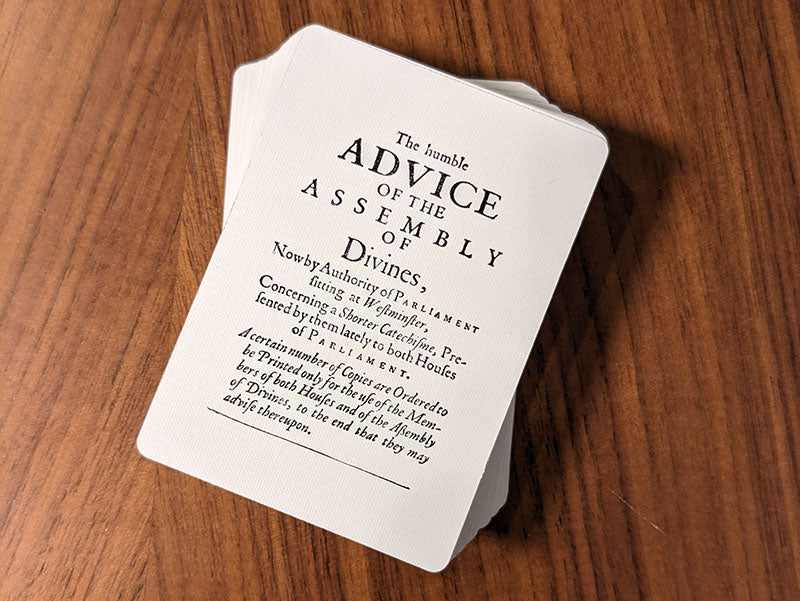 The humble
ADVICE
OF THE
ASSEMBLY
OF
Divines,
Now by Authority of PARLIAMENT
ſitting at Weſtminſter,
Concerning a Shorter Catechiſme, Pre-
ſented by them lately to both Houſes
of PARLIAMENT.
A certain number of Copies are Ordered to
be Printed only for the uſe of the Mem-
bers of both Houſes and of the Aſſembly
of Divines, to the end that they may
adviſe thereupon.